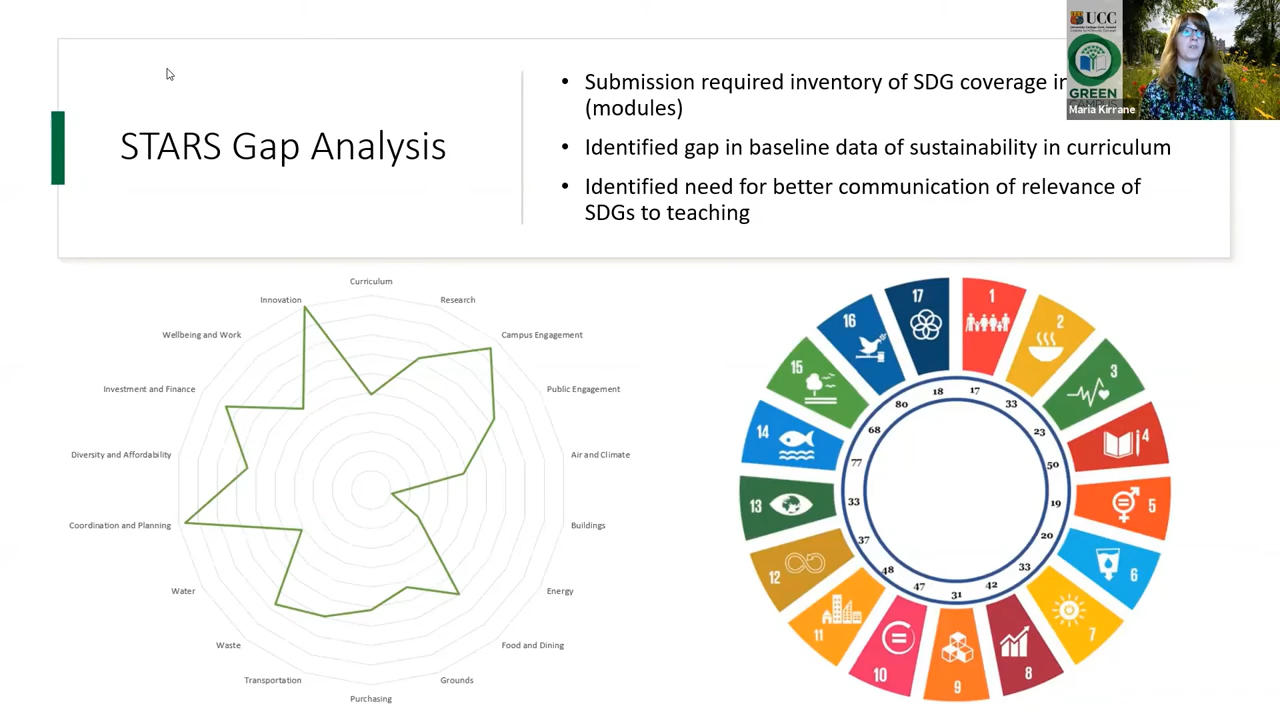 STARS Gap Analysis
• Submission required inventory of SDG coverage in
(modules)
• Identified gap in baseline data of sustainability in curriculum
• Identified need for better communication of relevance of
SDGs to teaching
UCC
GREEN
CAMPUS
Maria Kirrane
Curriculum
Research
Campus Engagement
Public Engagement
Air and Climate
Buildings
Energy
Food and Dining
Grounds
Purchasing
Transportation
Waste
Water
Coordination and Planning
Diversity and Affordability
Investment and Finance
Wellbeing and Work
Innovation
1
2
3
4
5
6
7
8
9
10
11
12
13
14
15
16
17
17
33
23
50
19
20
33
42
31
47
48
37
33
77
68
80
18